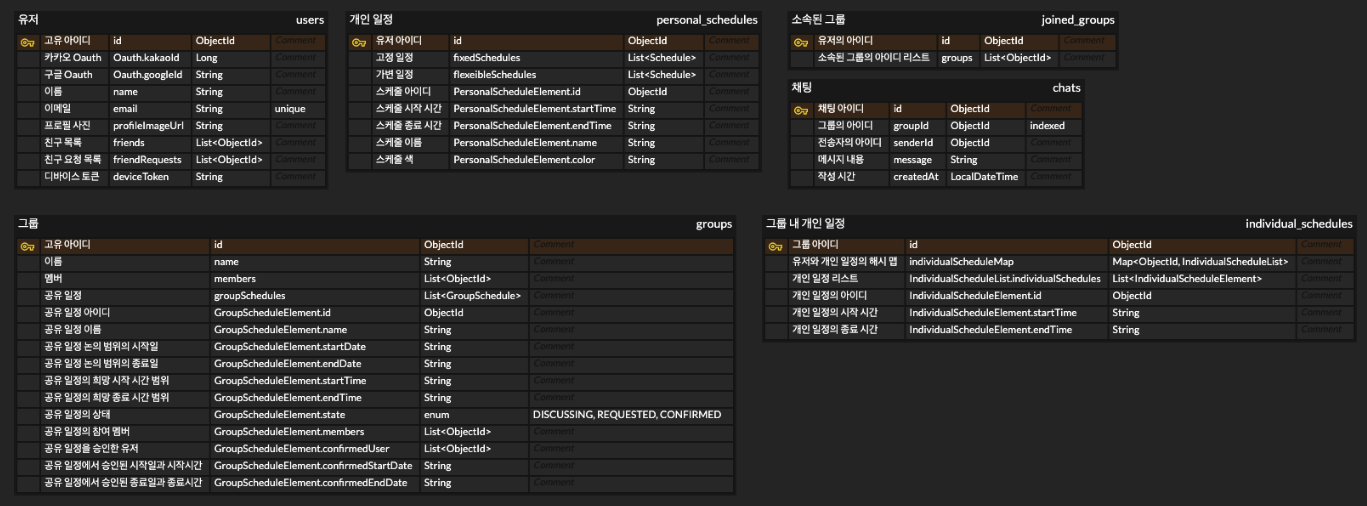 유저 users
고유 아이디 id ObjectId Comment
카카오 Oauth Oauth.kakaoId Long Comment
구글 Oauth Oauth.googleId String Comment
이름 name String Comment
이메일 email String unique
프로필 사진 profileImageUrl String Comment
친구 목록 friends List<ObjectId> Comment
친구 요청 목록 friendRequests List<ObjectId> Comment
디바이스 토큰 deviceToken String Comment
개인 일정 personal_schedules
유저 아이디 id ObjectId Comment
고정 일정 fixedSchedules List<Schedule> Comment
가변 일정 flexeibleSchedules List<Schedule> Comment
스케줄 아이디 PersonalScheduleElement.id ObjectId Comment
스케줄 시작 시간 PersonalScheduleElement.startTime String Comment
스케줄 종료 시간 PersonalScheduleElement.endTime String Comment
스케줄 이름 PersonalScheduleElement.name String Comment
스케줄 색 PersonalScheduleElement.color String Comment
소속된 그룹 joined_groups
유저의 아이디 id ObjectId Comment
소속된 그룹의 아이디 리스트 groups List<ObjectId> Comment
채팅 chats
채팅 아이디 id ObjectId Comment
그룹의 아이디 groupId ObjectId indexed
전송자의 아이디 senderId ObjectId Comment
메시지 내용 message String Comment
작성 시간 createdAt LocalDateTime Comment
그룹 groups
고유 아이디 id ObjectId Comment
이름 name String Comment
멤버 members List<ObjectId> Comment
공유 일정 groupSchedules List<GroupSchedule> Comment
공유 일정 아이디 GroupScheduleElement.id ObjectId Comment
공유 일정 이름 GroupScheduleElement.name String Comment
공유 일정 논의 범위의 시작일 GroupScheduleElement.startDate String Comment
공유 일정 논의 범위의 종료일 GroupScheduleElement.endDate String Comment
공유 일정의 희망 시작 시간 범위 GroupScheduleElement.startTime String Comment
공유 일정의 희망 종료 시간 범위 GroupScheduleElement.endTime String Comment
공유 일정의 상태 GroupScheduleElement.state enum DISCUSSING, REQUESTED, CONFIRMED
공유 일정의 참여 멤버 GroupScheduleElement.members List<ObjectId> Comment
공유 일정을 승인한 유저 GroupScheduleElement.confirmedUser List<ObjectId> Comment
공유 일정에서 승인된 시작일과 시작시간 GroupScheduleElement.confirmedStartDate String Comment
공유 일정에서 승인된 종료일과 종료시간 GroupScheduleElement.confirmedEndDate String Comment
그룹 내 개인 일정 individual_schedules
그룹 아이디 id ObjectId Comment
유저와 개인 일정의 해시 맵 individualScheduleMap Map<ObjectId, IndividualScheduleList> Comment
개인 일정 리스트 IndividualScheduleList.individualSchedules List<IndividualScheduleElement> Comment
개인 일정의 아이디 IndividualScheduleElement.id ObjectId Comment
개인 일정의 시작 시간 IndividualScheduleElement.startTime String Comment
개인 일정의 종료 시간 IndividualScheduleElement.endTime String Comment